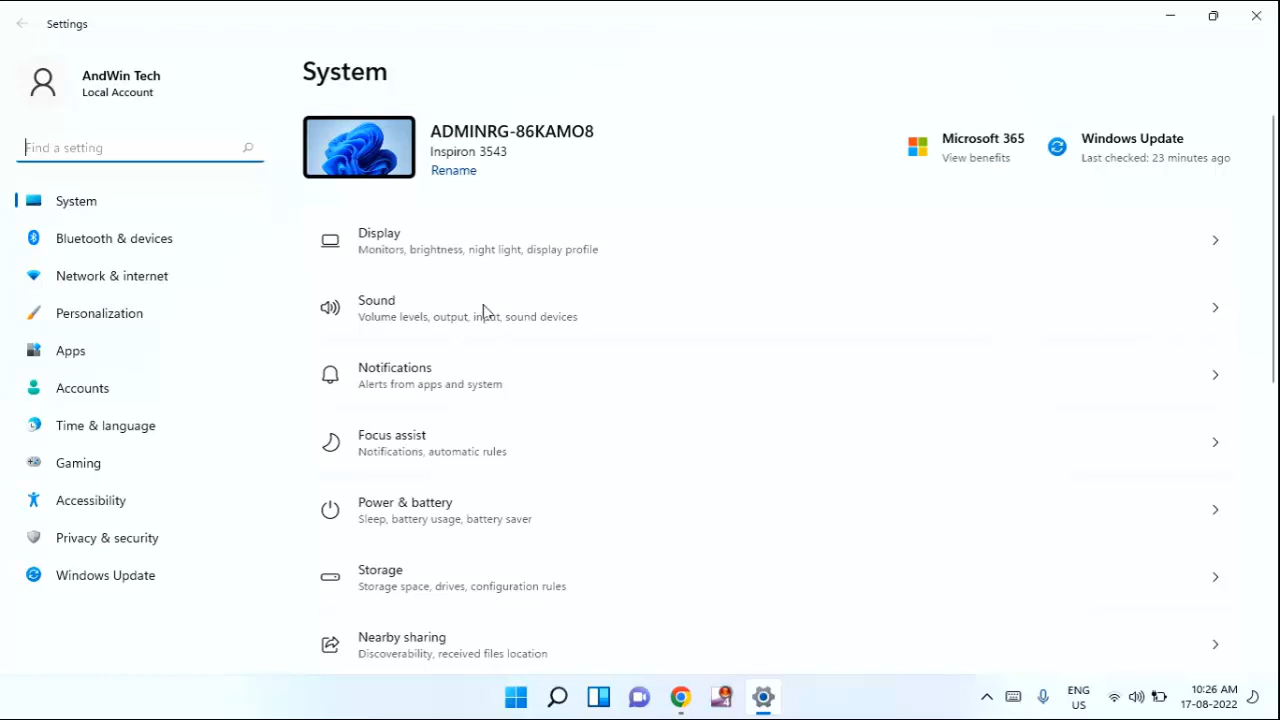 Settings
AndWin Tech
Local Account
Find a setting
System
Bluetooth & devices
Network & internet
Personalization
Apps
Accounts
Time & language
Gaming
Accessibility
Privacy & security
Windows Update
System
ADMINRG-86KAMO8
Inspiron 3543
Rename
Microsoft 365
View benefits
Windows Update
Last checked: 23 minutes ago
Display
Monitors, brightness, night light, display profile
Sound
Volume levels, output, input, sound devices
Notifications
Alerts from apps and system
Focus assist
Notifications, automatic rules
Power & battery
Sleep, battery usage, battery saver
Storage
Storage space, drives, configuration rules
Nearby sharing
Discoverability, received files location
ENG
US
10:26 AM
17-08-2022